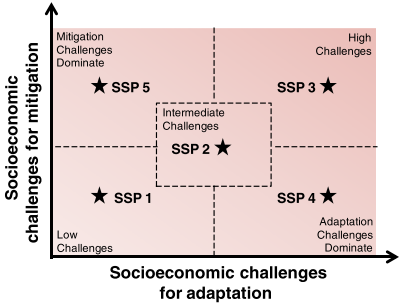 Socioeconomic
challenges for mitigation
Mitigation
Challenges
Dominate
High
Challenges
★ SSP 5
SSP 3 ★
Intermediate
Challenges
SSP 2 ★
★ SSP 1
SSP 4 ★
Low
Challenges
Adaptation
Challenges
Dominate
Socioeconomic challenges
for adaptation